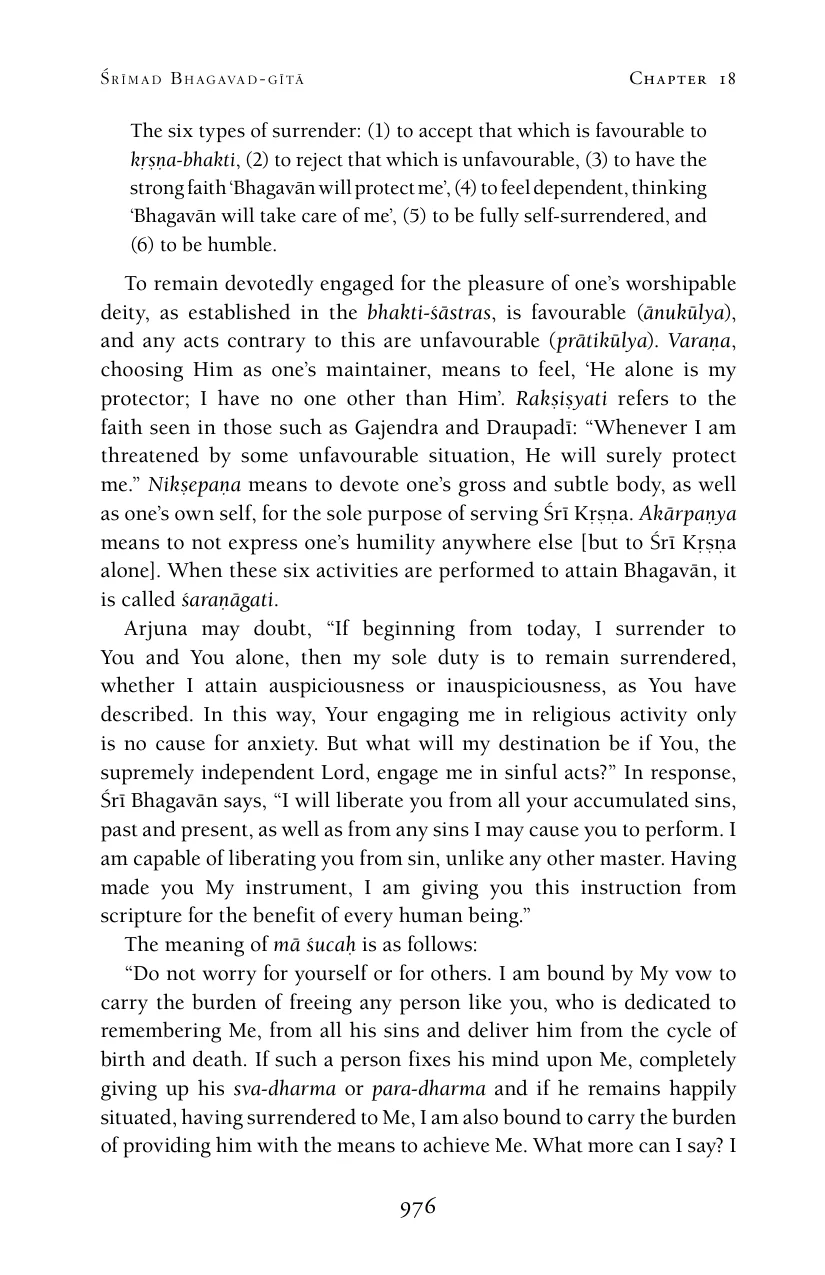 Śrīmad Bhagavad-gītā Chapter 18
The six types of surrender: (1) to accept that which is favourable to
kṛṣṇa-bhakti, (2) to reject that which is unfavourable, (3) to have the
strong faith ‘Bhagavān will protect me’, (4) to feel dependent, thinking
‘Bhagavān will take care of me’, (5) to be fully self-surrendered, and
(6) to be humble.
To remain devotedly engaged for the pleasure of one’s worshipable
deity, as established in the bhakti-śāstras, is favourable (ānukūlya),
and any acts contrary to this are unfavourable (prātikūlya). Varaṇa,
choosing Him as one’s maintainer, means to feel, ‘He alone is my
protector; I have no one other than Him’. Rakṣiṣyati refers to the
faith seen in those such as Gajendra and Draupadī: “Whenever I am
threatened by some unfavourable situation, He will surely protect
me.” Nikṣepaṇa means to devote one’s gross and subtle body, as well
as one’s own self, for the sole purpose of serving Śrī Kṛṣṇa. Akārpaṇya
means to not express one’s humility anywhere else [but to Śrī Kṛṣṇa
alone]. When these six activities are performed to attain Bhagavān, it
is called śaraṇāgati.
Arjuna may doubt, “If beginning from today, I surrender to
You and You alone, then my sole duty is to remain surrendered,
whether I attain auspiciousness or inauspiciousness, as You have
described. In this way, Your engaging me in religious activity only
is no cause for anxiety. But what will my destination be if You, the
supremely independent Lord, engage me in sinful acts?” In response,
Śrī Bhagavān says, “I will liberate you from all your accumulated sins,
past and present, as well as from any sins I may cause you to perform. I
am capable of liberating you from sin, unlike any other master. Having
made you My instrument, I am giving you this instruction from
scripture for the benefit of every human being.”
The meaning of mā śucaḥ is as follows:
“Do not worry for yourself or for others. I am bound by My vow to
carry the burden of freeing any person like you, who is dedicated to
remembering Me, from all his sins and deliver him from the cycle of
birth and death. If such a person fixes his mind upon Me, completely
giving up his sva-dharma or para-dharma and if he remains happily
situated, having surrendered to Me, I am also bound to carry the burden
of providing him with the means to achieve Me. What more can I say? I
976